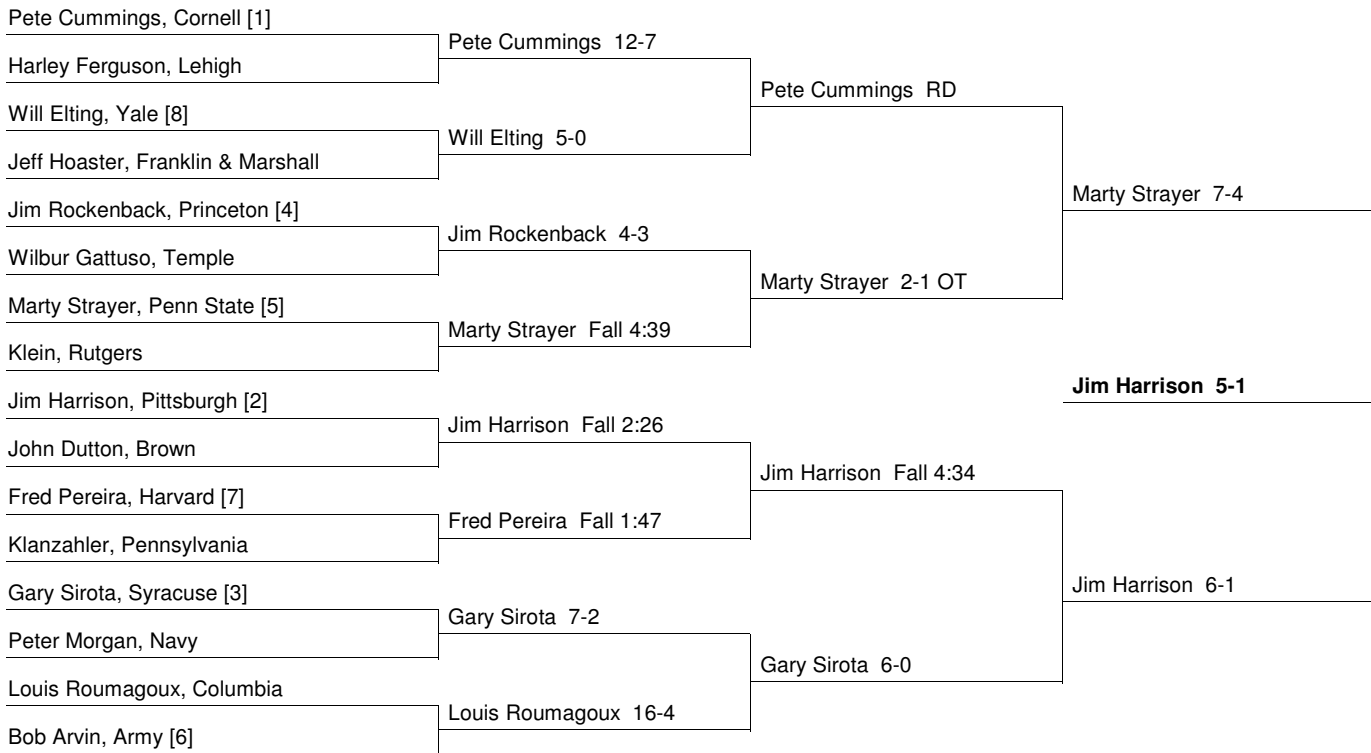 Pete Cummings, Cornell [1]
Harley Ferguson, Lehigh
Will Elting, Yale [8]
Jeff Hoaster, Franklin & Marshall
Jim Rockenback, Princeton [4]
Wilbur Gattuso, Temple
Marty Strayer, Penn State [5]
Klein, Rutgers
Jim Harrison, Pittsburgh [2]
John Dutton, Brown
Fred Pereira, Harvard [7]
Klanzahler, Pennsylvania
Gary Sirota, Syracuse [3]
Peter Morgan, Navy
Louis Roumagoux, Columbia
Bob Arvin, Army [6]
Pete Cummings 12-7
Will Elting 5-0
Jim Rockenback 4-3
Marty Strayer Fall 4:39
Jim Harrison Fall 2:26
Fred Pereira Fall 1:47
Gary Sirota 7-2
Louis Roumagoux 16-4
Pete Cummings RD
Marty Strayer 2-1 OT
Jim Harrison Fall 4:34
Gary Sirota 6-0
Marty Strayer 7-4
Jim Harrison 5-1
Jim Harrison 6-1